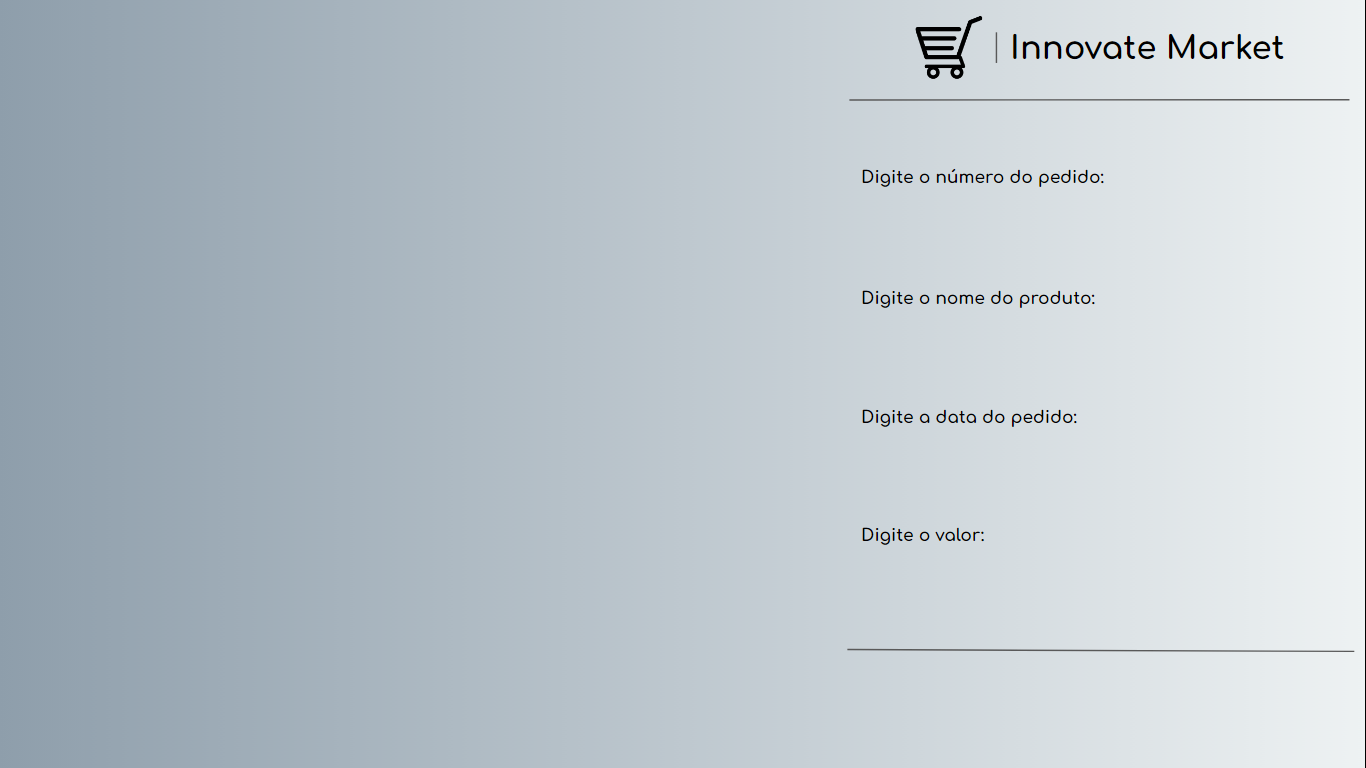 Innovate Market
Digite o número do pedido:
Digite o nome do produto:
Digite a data do pedido:
Digite o valor: